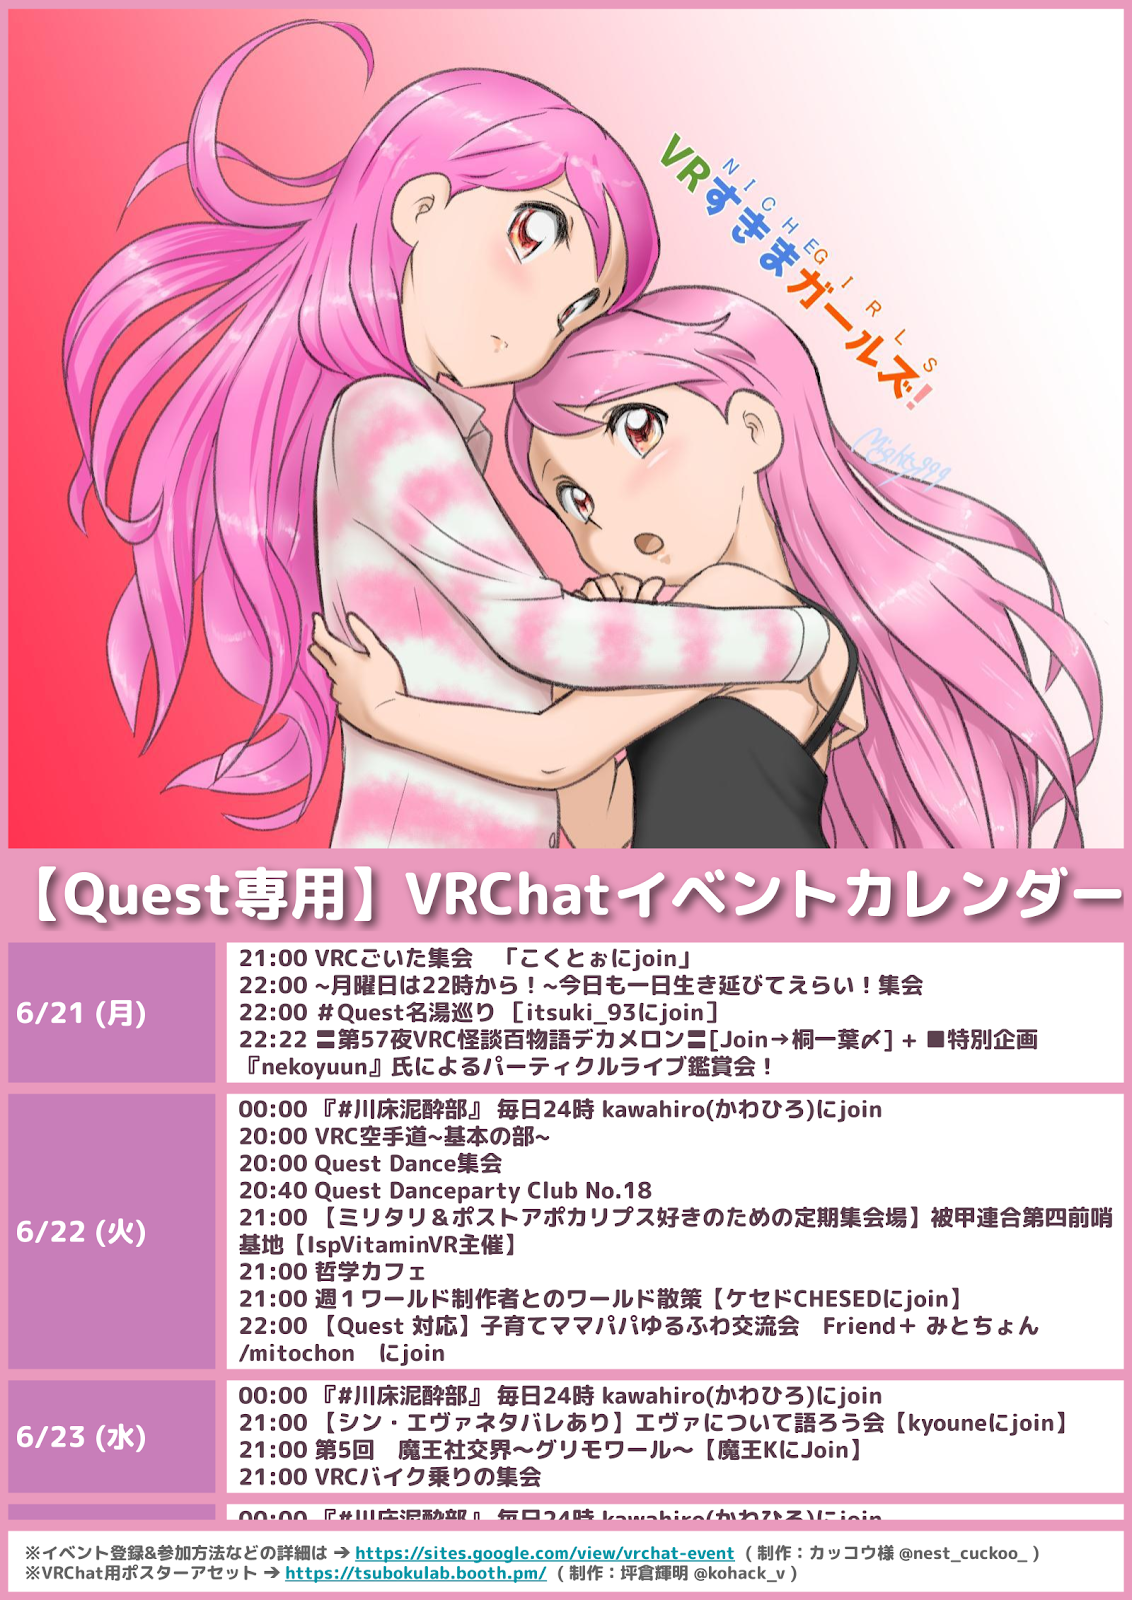 NICHE GIRLS
VRすきまガールズ!
Mighty999
【Quest専用】VRChatイベントカレンダー
6/21 (月)
21:00 VRCごいた集会　「こくとぉにjoin」
22:00 ~月曜日は22時から！~今日も一日生き延びてえらい！集会
22:00 ＃Quest名湯巡り ［itsuki_93にjoin］
22:22 〓第57夜VRC怪談百物語デカメロン〓[Join→桐一葉〆] + ■特別企画
『nekoyuun』氏によるパーティクルライブ鑑賞会！
6/22 (火)
00:00 『#川床泥酔部』 毎日24時 kawahiro(かわひろ)にjoin
20:00 VRC空手道~基本の部~
20:00 Quest Dance集会
20:40 Quest Danceparty Club No.18
21:00 【ミリタリ＆ポストアポカリプス好きのための定期集会場】被甲連合第四前哨
基地【IspVitaminVR主催】
21:00 哲学カフェ
21:00 週１ワールド制作者とのワールド散策【ケセドCHESEDにjoin】
22:00 【Quest 対応】子育てママパパゆるふわ交流会　Friend＋ みとちょん
/mitochon　にjoin
6/23 (水)
00:00 『#川床泥酔部』 毎日24時 kawahiro(かわひろ)にjoin
21:00 【シン・エヴァネタバレあり】エヴァについて語ろう会【kyouneにjoin】
21:00 第5回　魔王社交界～グリモワール～【魔王KにJoin】
21:00 VRCバイク乗りの集会
00:00 『#川床泥酔部』 毎日24時 kawahiro(かわひろ)にjoin
※イベント登録&参加方法などの詳細は → https://sites.google.com/view/vrchat-event ( 制作：カッコウ様 @nest_cuckoo_ )
※VRChat用ポスターアセット → https://tsubokulab.booth.pm/ ( 制作：坪倉輝明 @kohack_v )